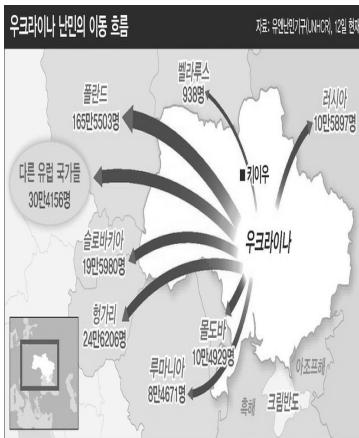 우크라이나 난민의 이동 흐름
자료: 유엔난민기구(UNHCR), 12일 현재
벨라루스
938명
폴란드
165만5503명
러시아
10만5897명
■키이우
다른 유럽 국가들
30만4156명
우크라이나
슬로바키아
19만5980명
헝가리
24만6206명
몰도바
10만4929명
루마니아
8만4671명
아조프해
흑해
크림반도